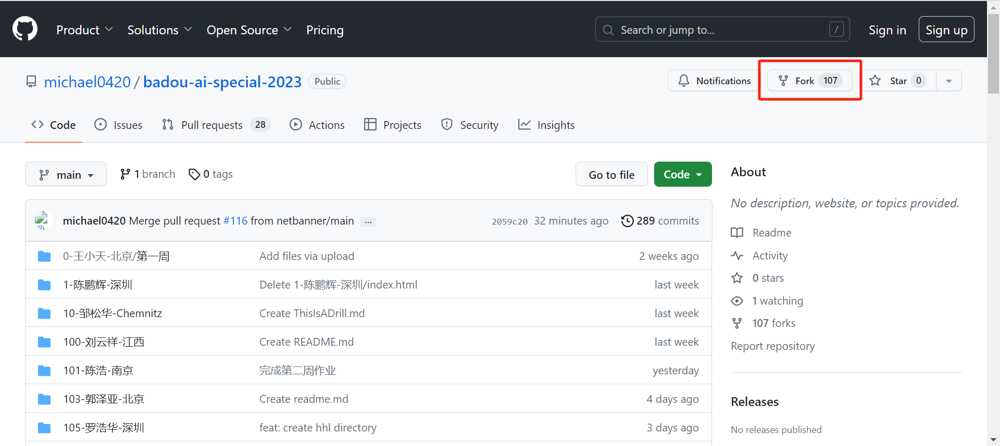 Product Solutions Open Source Pricing Search or jump to... / Sign in Sign up
michael0420 / badou-ai-special-2023 Public Notifications Fork 107 Star 0
Code Issues Pull requests 28 Actions Projects Security Insights
main 1 branch 0 tags Go to file Code
michael0420 Merge pull request #116 from netbanner/main ... 2059c20 32 minutes ago 289 commits
0-王小天-北京/第一周 Add files via upload 2 weeks ago
1-陈鹏辉-深圳 Delete 1-陈鹏辉-深圳/index.html last week
10-邹松华-Chemnitz Create ThisIsADrill.md last week
100-刘云祥-江西 Create README.md last week
101-陈浩-南京 完成第二周作业 yesterday
103-郭泽亚-北京 Create readme.md 4 days ago
105-罗浩华-深圳 feat: create hhl directory 3 days ago
About
No description, website, or topics provided.
Readme
Activity
0 stars
1 watching
107 forks
Report repository
Releases
No releases published